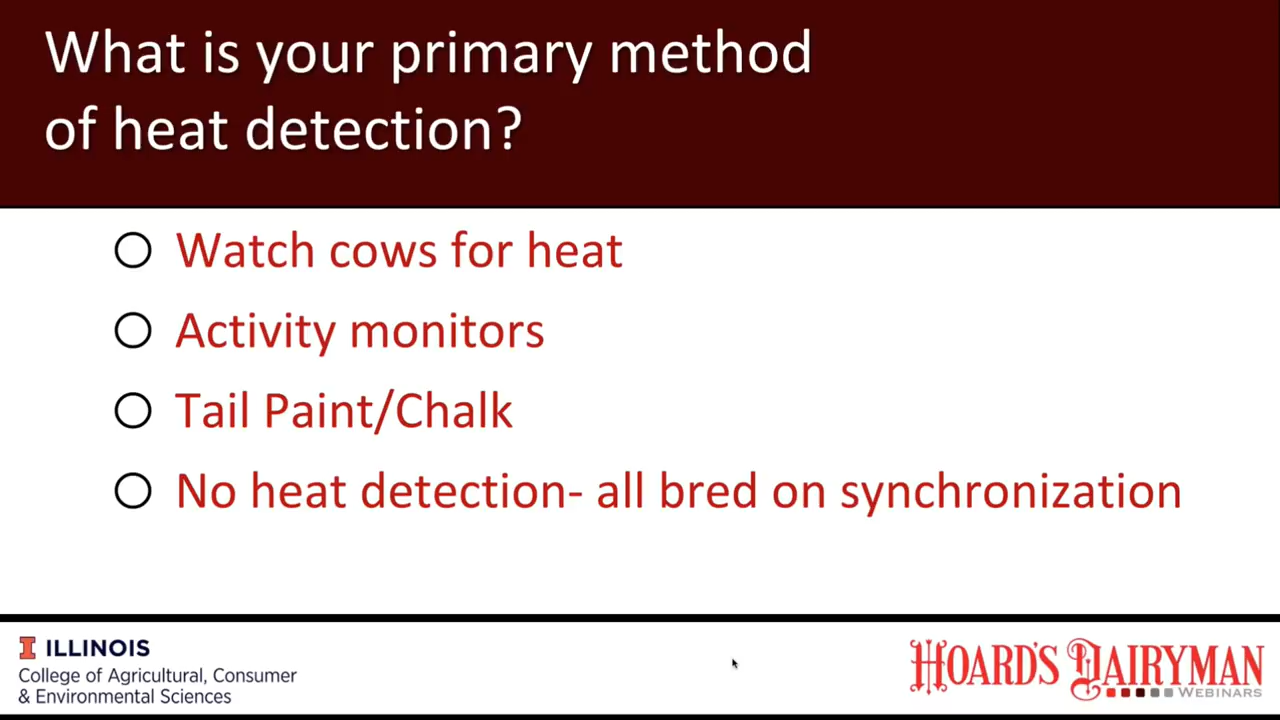 What is your primary method
of heat detection?
Watch cows for heat
Activity monitors
Tail Paint/Chalk
No heat detection- all bred on synchronization
I ILLINOIS
College of Agricultural, Consumer
& Environmental Sciences
HOARD'S DAIRYMAN
WEBINARS